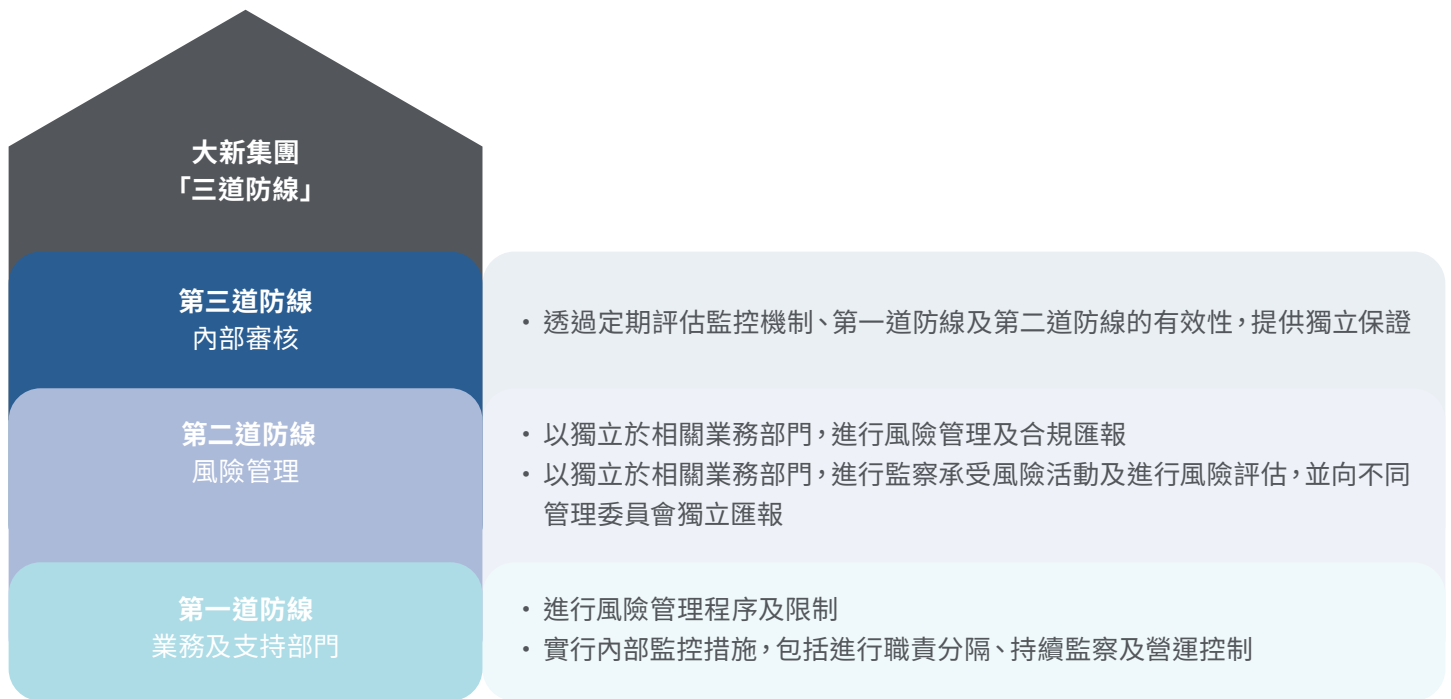 大新集團
「三道防線」
第三道防線
內部審核
• 透過定期評估監控機制、第一道防線及第二道防線的有效性，提供獨立保證
第二道防線
風險管理
• 以獨立於相關業務部門，進行風險管理及合規匯報
• 以獨立於相關業務部門，進行監察承受風險活動及進行風險評估，並向不同
管理委員會獨立匯報
第一道防線
業務及支持部門
• 進行風險管理程序及限制
• 實行內部監控措施，包括進行職責分隔、持續監察及營運控制